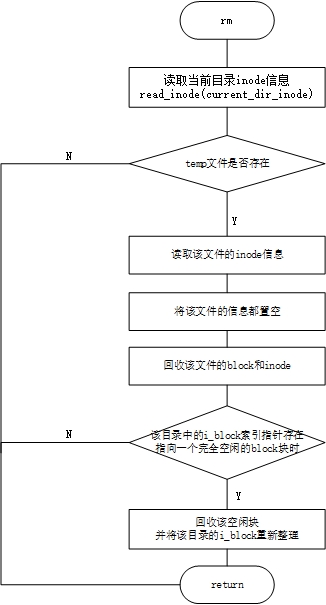 rm
读取当前目录inode信息
read_inode(current_dir_inode)
N
temp文件是否存在
Y
读取该文件的inode信息
将该文件的信息都置空
回收该文件的block和inode
N
该目录中的i_block索引指针存在
指向一个完全空闲的block块时
Y
回收该空闲块
并将该目录的i_block重新整理
return